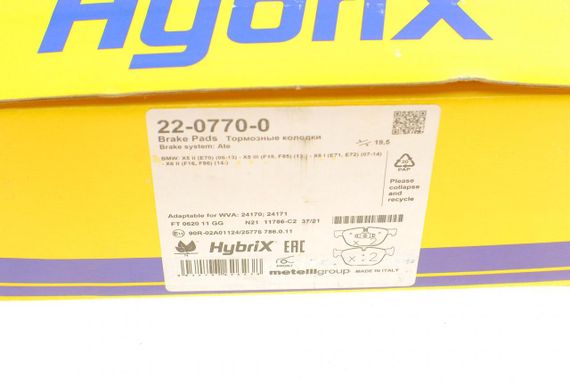 HybriX
22-0770-0
Brake Pads Тормозные колодки
Brake system: Ate
19,5
BMW: X5 II (E70) (06-13) - X5 III (F15, F85) (13-) - X6 I (E71, E72) (07-14)
- X6 II (F16, F86) (14-)
20
PAP
Please
collapse
and
recycle
Adaptable for WVA: 24170; 24171
FT 0620 11 GG N21 11786-C2 37/21
90R-02A01124/25778 786.0.11
HybriX EAC
x:2
metelligroup MADE IN ITALY